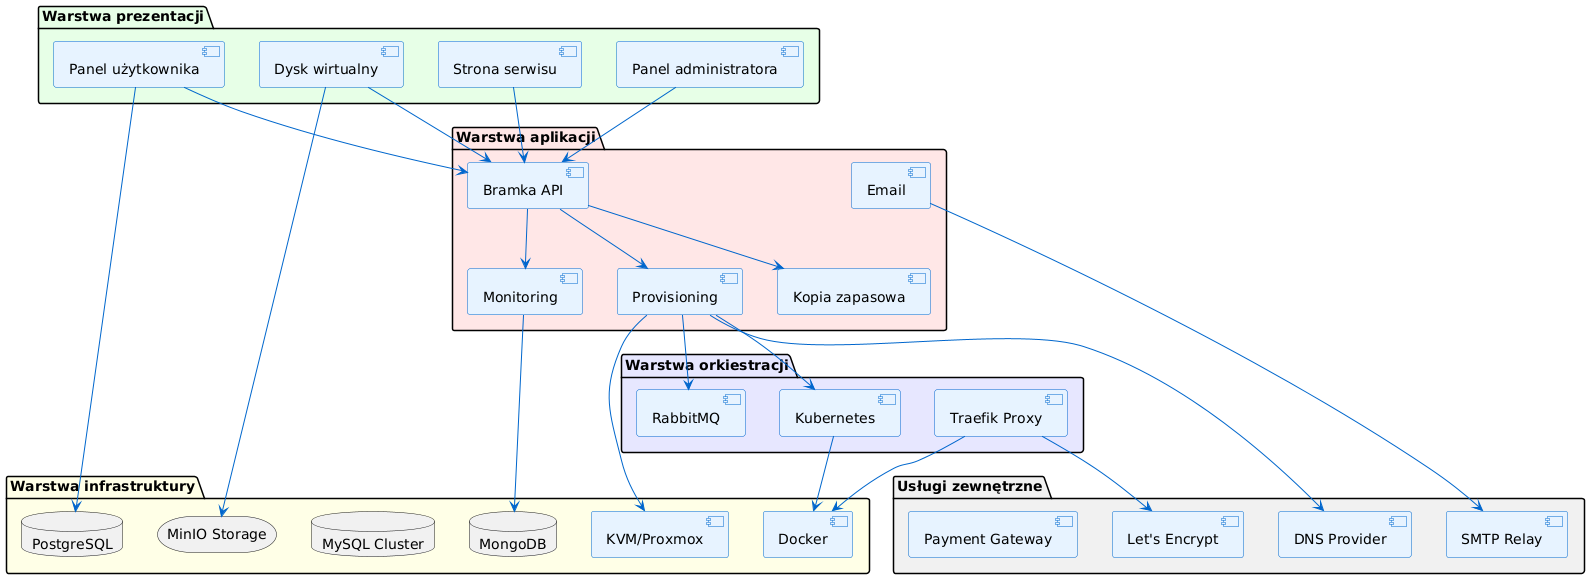 Warstwa prezentacji
Panel użytkownika
Dysk wirtualny
Strona serwisu
Panel administratora
Warstwa aplikacji
Bramka API
Email
Monitoring
Provisioning
Kopia zapasowa
Warstwa orkiestracji
RabbitMQ
Kubernetes
Traefik Proxy
Warstwa infrastruktury
PostgreSQL
MinIO Storage
MySQL Cluster
MongoDB
KVM/Proxmox
Docker
Usługi zewnętrzne
Payment Gateway
Let's Encrypt
DNS Provider
SMTP Relay